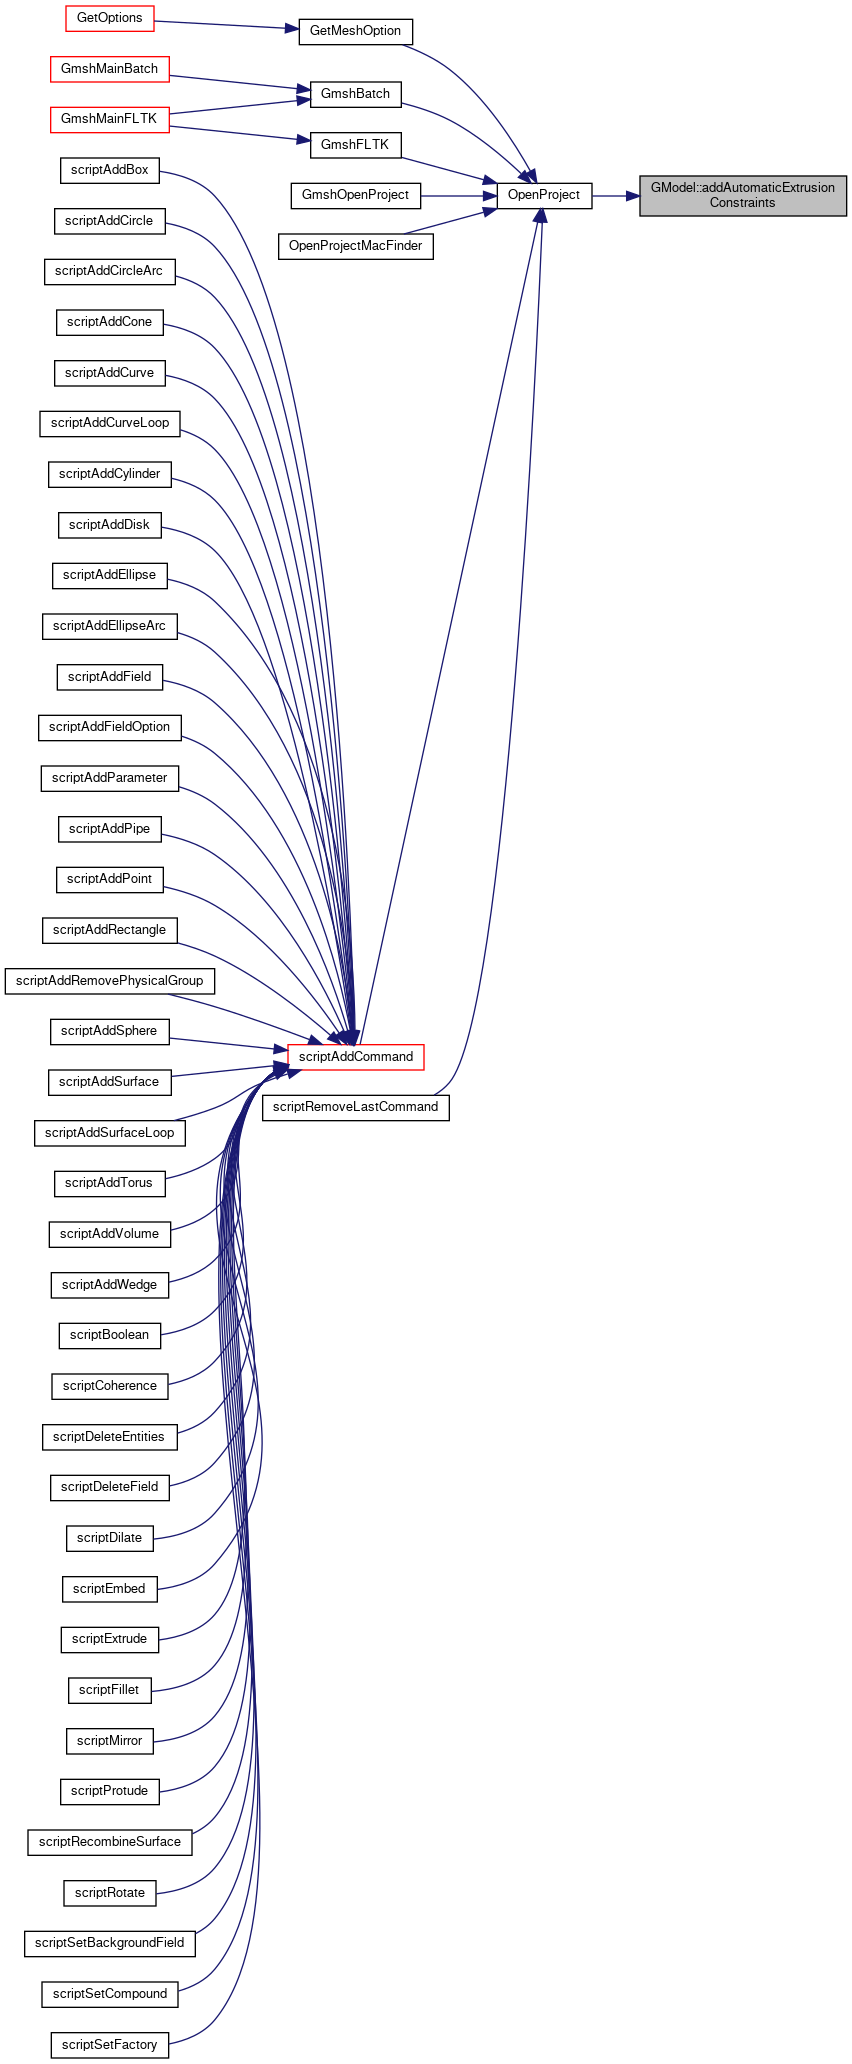 GetOptions
GetMeshOption
GmshMainBatch
GmshBatch
GmshMainFLTK
GmshFLTK
scriptAddBox
GmshOpenProject
OpenProject
GModel::addAutomaticExtrusion
Constraints
scriptAddCircle
OpenProjectMacFinder
scriptAddCircleArc
scriptAddCone
scriptAddCurve
scriptAddCurveLoop
scriptAddCylinder
scriptAddDisk
scriptAddEllipse
scriptAddEllipseArc
scriptAddField
scriptAddFieldOption
scriptAddParameter
scriptAddPipe
scriptAddPoint
scriptAddRectangle
scriptAddRemovePhysicalGroup
scriptAddSphere
scriptAddCommand
scriptAddSurface
scriptRemoveLastCommand
scriptAddSurfaceLoop
scriptAddTorus
scriptAddVolume
scriptAddWedge
scriptBoolean
scriptCoherence
scriptDeleteEntities
scriptDeleteField
scriptDilate
scriptEmbed
scriptExtrude
scriptFillet
scriptMirror
scriptProtude
scriptRecombineSurface
scriptRotate
scriptSetBackgroundField
scriptSetCompound
scriptSetFactory